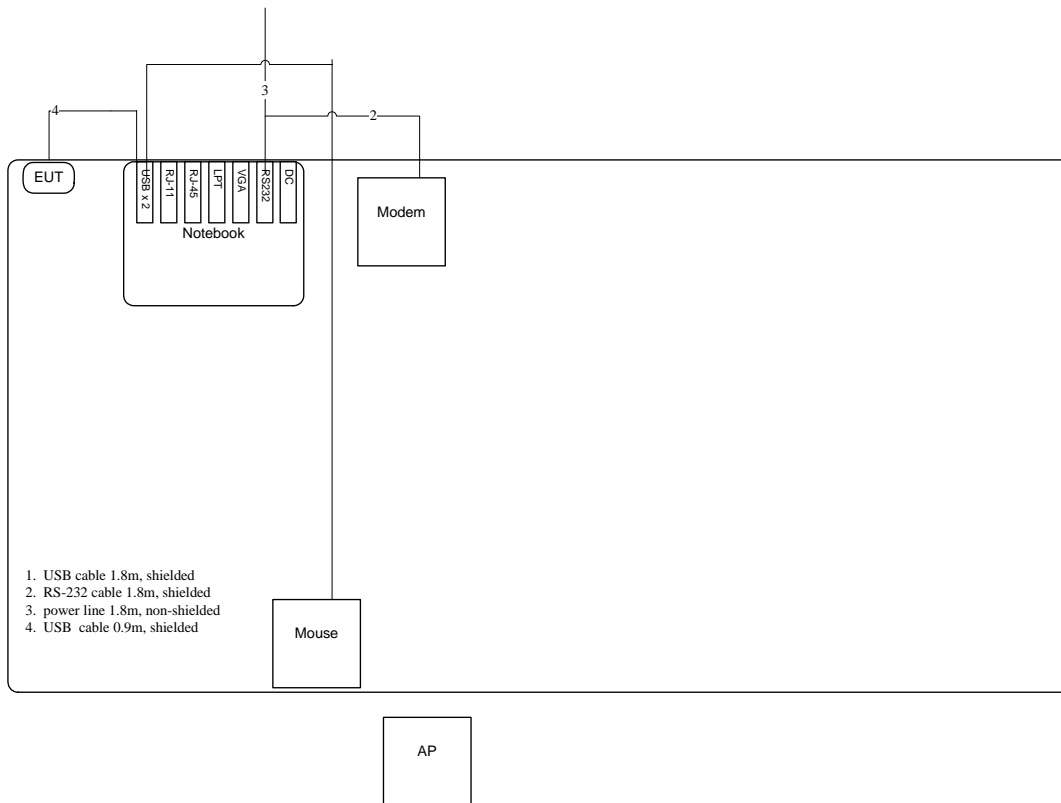 3
4
2
EUT
USB x 2
RJ-11
RJ-45
LPT
VGA
RS232
DC
Modem
Notebook
1. USB cable 1.8m, shielded
2. RS-232 cable 1.8m, shielded
3. power line 1.8m, non-shielded
4. USB cable 0.9m, shielded
Mouse
AP